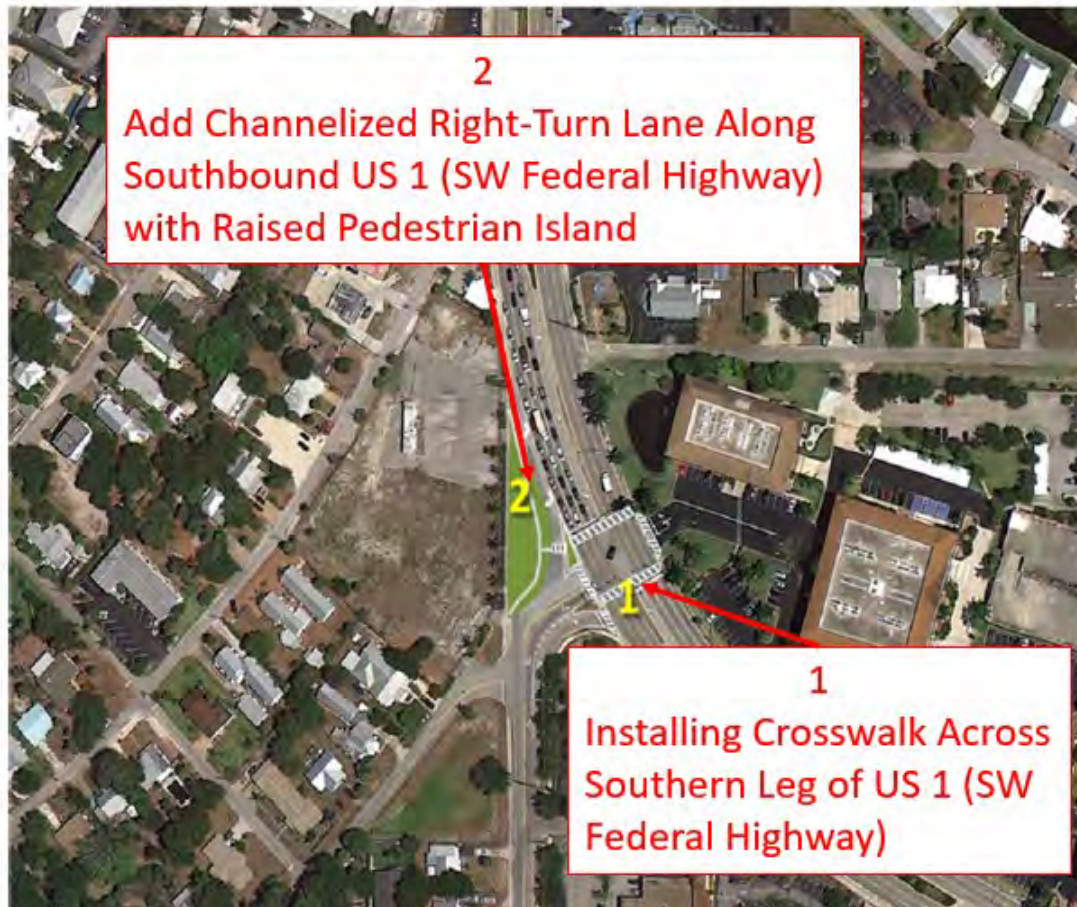 2
Add Channelized Right-Turn Lane Along
Southbound US 1 (SW Federal Highway)
with Raised Pedestrian Island
2
1
1
Installing Crosswalk Across
Southern Leg of US 1 (SW
Federal Highway)